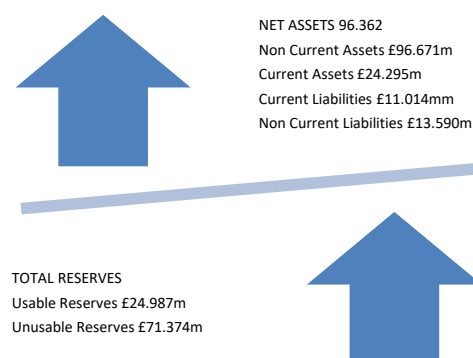 NET ASSETS 96.362
Non Current Assets £96.671m
Current Assets £24.295m
Current Liabilities £11.014mm
Non Current Liabilities £13.590m
TOTAL RESERVES
Usable Reserves £24.987m
Unusable Reserves £71.374m